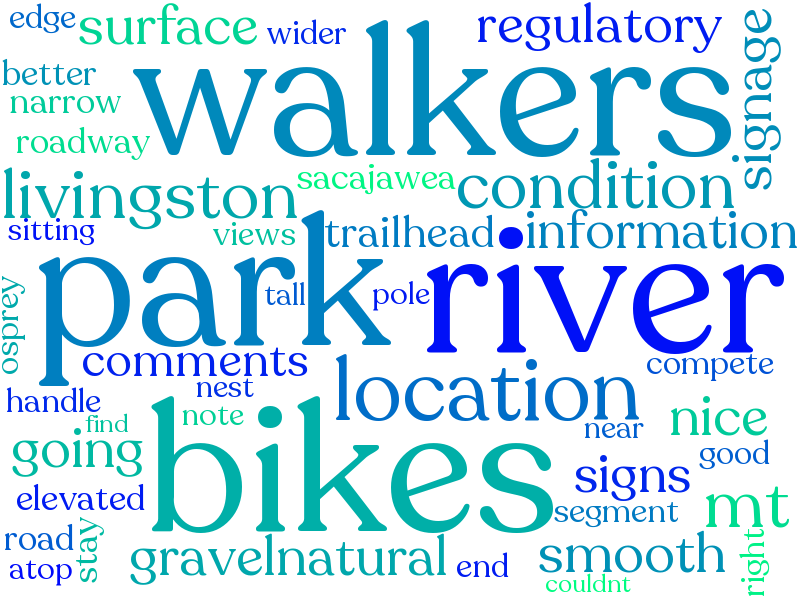 edge
surface
wider
regulatory
signage
better
walkers
narrow
roadway
livingston
sacajawea
condition
sitting
views
trailhead
information
osprey
park
tall
pole
river
comments
nest
location
compete
handle
find
note
bikes
near
nice
going
good
elevated
signs
mt
segment
road
stay
gravelnatural
end
smooth
right
atop
couldnt